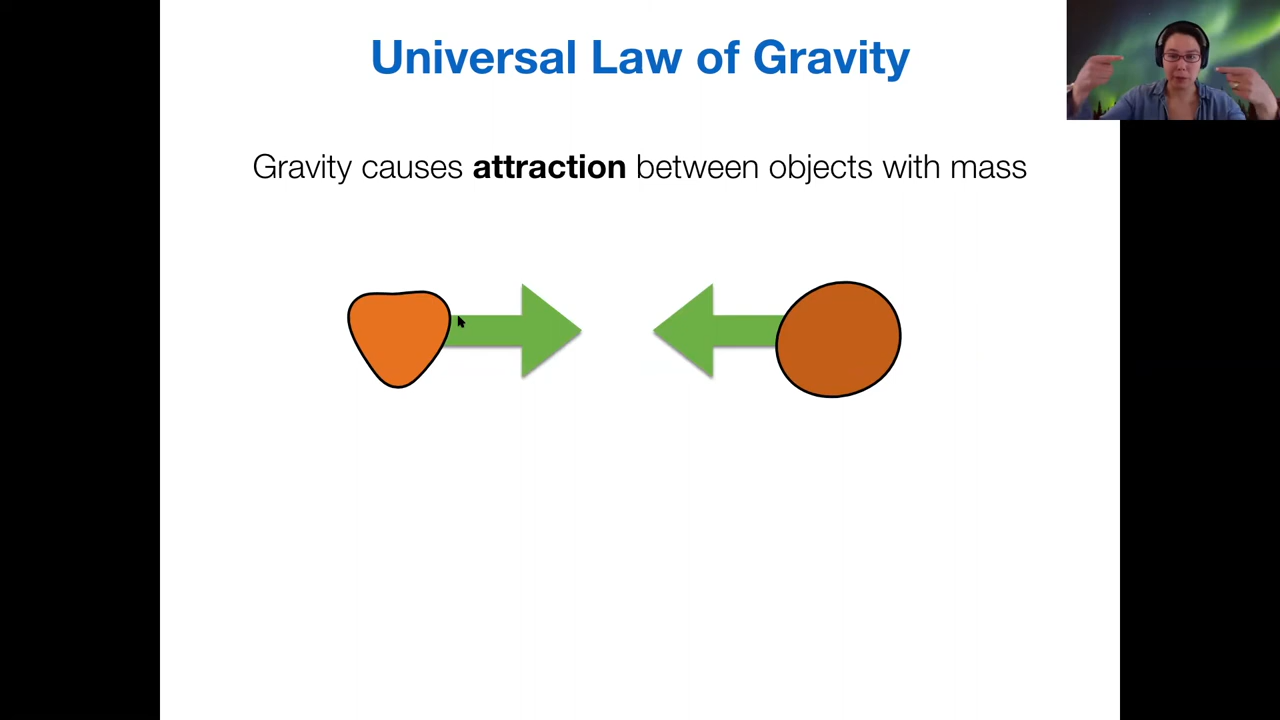 Universal Law of Gravity
Gravity causes attraction between objects with mass